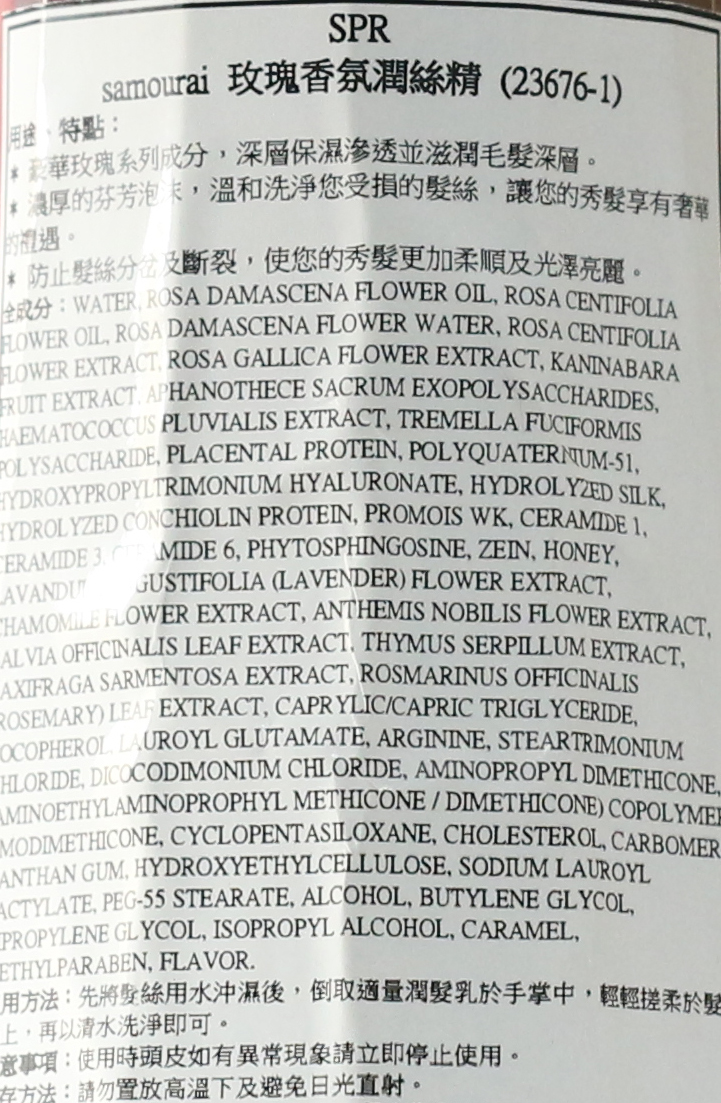 SPR
samourai 玫瑰香氛潤絲精 (23676-1)
用途、特點：
* 豪華玫瑰系列成分，深層保濕滲透並滋潤毛髮深層。
* 濃厚的芬芳泡沫，溫和洗淨您受損的髮絲，讓您的秀髮享有奢華
的禮遇。
* 防止髮絲分岔及斷裂，使您的秀髮更加柔順及光澤亮麗。
全成分：WATER, ROSA DAMASCENA FLOWER OIL, ROSA CENTIFOLIA
FLOWER OIL, ROSA DAMASCENA FLOWER WATER, ROSA CENTIFOLIA
FLOWER EXTRACT, ROSA GALLICA FLOWER EXTRACT, KANINABARA
FRUIT EXTRACT, APHANOTHECE SACRUM EXOPOLYSACCHARIDES,
HAEMATOCOCCUS PLUVIALIS EXTRACT, TREMELLA FUCIFORMIS
POLYSACCHARIDE, PLACENTAL PROTEIN, POLYQUATERNIUM-51,
HYDROXYPROPYLTRIMONIUM HYALURONATE, HYDROLYZED SILK,
HYDROLYZED CONCHIOLIN PROTEIN, PROMOIS WK, CERAMIDE 1,
CERAMIDE 3, CERAMIDE 6, PHYTOSPHINGOSINE, ZEIN, HONEY,
GUSTIFOLIA (LAVENDER) FLOWER EXTRACT,
CHAMOMILE FLOWER EXTRACT, ANTHEMIS NOBILIS FLOWER EXTRACT,
ALVIA OFFICINALIS LEAF EXTRACT, THYMUS SERPILLUM EXTRACT,
AXIFRAGA SARMENTOSA EXTRACT, ROSMARINUS OFFICINALIS
ROSEMARY) LEAF EXTRACT, CAPRYLIC/CAPRIC TRIGLYCERIDE,
OCOPHEROL, LAUROYL GLUTAMATE, ARGININE, STEARTRIMONIUM
HLORIDE, DICOCODIMONIUM CHLORIDE, AMINOPROPYL DIMETHICONE,
AMINOETHYLAMINOPROPHYL METHICONE / DIMETHICONE) COPOLYMER
MODIMETHICONE, CYCLOPENTASILOXANE, CHOLESTEROL, CARBOMER
ANTHAN GUM, HYDROXYETHYLCELLULOSE, SODIUM LAUROYL
ACTYLATE, PEG-55 STEARATE, ALCOHOL, BUTYLENE GLYCOL,
PROPYLENE GLYCOL, ISOPROPYL ALCOHOL, CARAMEL,
ETHYLPARABEN, FLAVOR.
用方法：先將髮絲用水沖濕後，倒取適量潤髮乳於手掌中，輕輕搓柔於髮
上，再以清水洗淨即可。
意事項：使用時頭皮如有異常現象請立即停止使用。
存方法：請勿置放高溫下及避免日光直射。